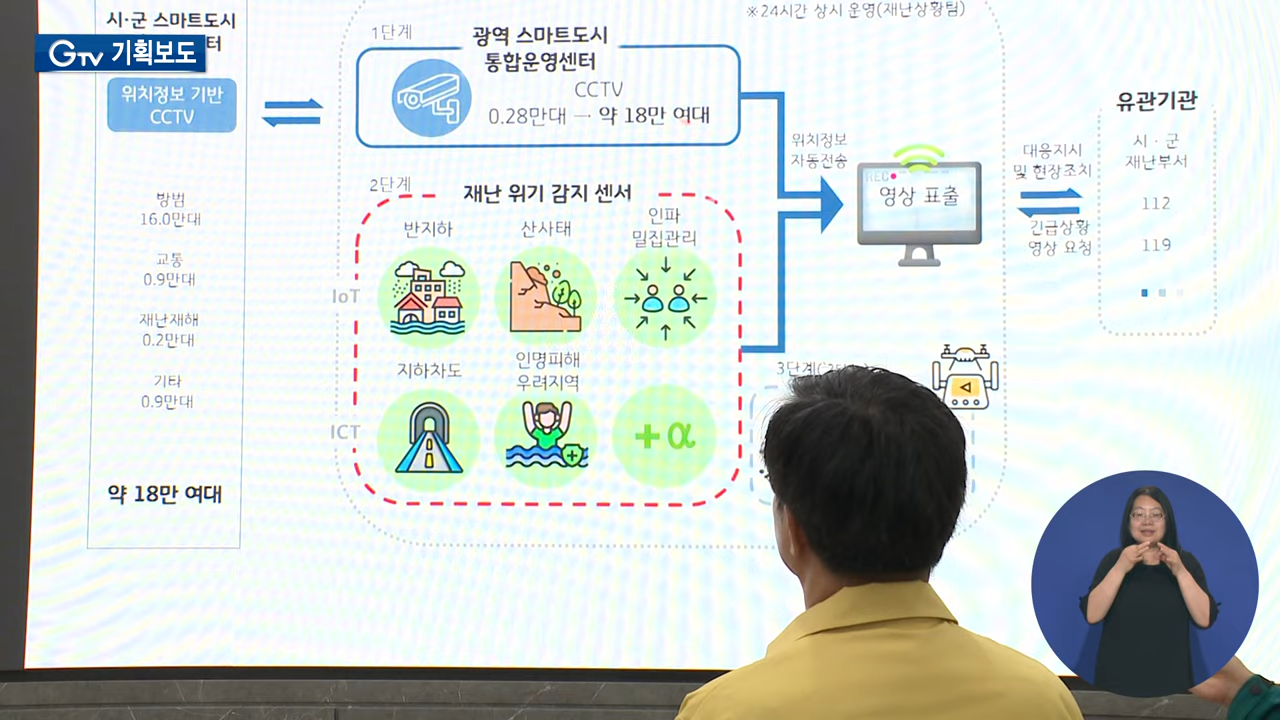 GTV 기획보도
시·군 스마트도시
터
위치정보 기반
CCTV
방범
16.0만대
교통
0.9만대
재난재해
0.2만대
기타
0.9만대
약 18만 여대
※24시간 상시 운영(재난상황팀)
1단계
광역 스마트도시
통합운영센터
CCTV
0.28만대 → 약 18만 여대
2단계
재난 위기 감지 센서
반지하
산사태
인파
밀집관리
IoT
지하차도
인명피해
우려지역
ICT
+α
위치정보
자동전송
REC
영상 표출
3단계
대응지시
및 현장조치
긴급상황
영상 요청
유관기관
시·군
재난부서
112
119